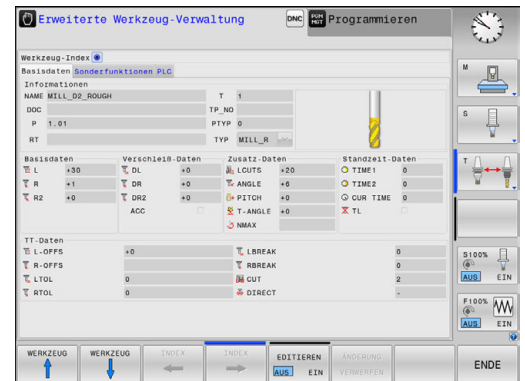 Erweiterte Werkzeug-Verwaltung DNC PGM MGT Programmieren
Werkzeug-Index
Basisdaten Sonderfunktionen PLC
Informationen
NAME MILL_D2_ROUGH T 1
DOC TP_NO
P 1.01 PTYP 0
RT TYP MILL_R
Basisdaten Verschleiß-Daten Zusatz-Daten Standzeit-Daten
L +30 DL +0 LCUTS +20 TIME1 0
R +1 DR +0 ANGLE +6 TIME2 0
R2 +0 DR2 +0 PITCH +0 CUR TIME 0
ACC T-ANGLE +0 TL
NMAX
TT-Daten
L-OFFS +0 LBREAK 0
R-OFFS RBREAK 0
LTOL 0 CUT 2
RTOL 0 DIRECT -
M
S
T
S100%
AUS EIN
F100%
AUS EIN
WERKZEUG WERKZEUG INDEX INDEX EDITIEREN ÄNDERUNG ENDE
AUS EIN VERWERFEN